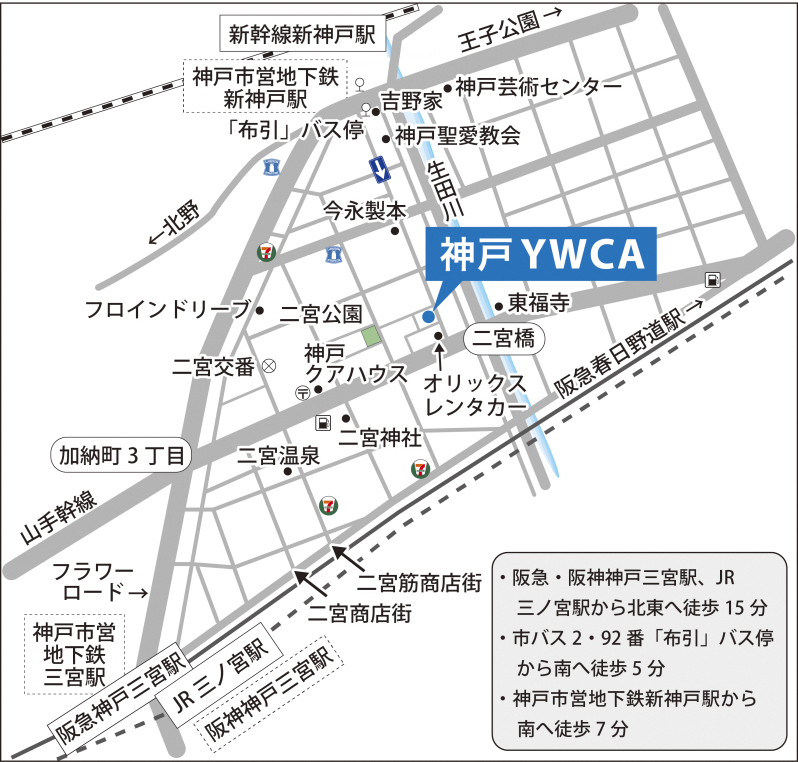 新幹線新神戸駅
王子公園→
神戸市営地下鉄
新神戸駅
神戸芸術センター
吉野家
「布引」バス停
神戸聖愛教会
生田川
←北野
今永製本
7
神戸 YWCA
フロインドリーブ
二宮公園
東福寺
二宮橋
二宮交番
神戸
クアハウス
オリックス
レンタカー
阪急春日野道駅→
二宮神社
加納町 3 丁目
二宮温泉
7
7
山手幹線
フラワー
ロード→
二宮筋商店街
二宮商店街
神戸市営
地下鉄
三宮駅
阪急神戸三宮駅
JR 三ノ宮駅
阪神神戸三宮駅
・阪急・阪神神戸三宮駅、JR
三ノ宮駅から北東へ徒歩 15 分
・市バス 2・92 番「布引」バス停
から南へ徒歩 5 分
・神戸市営地下鉄新神戸駅から
南へ徒歩 7 分